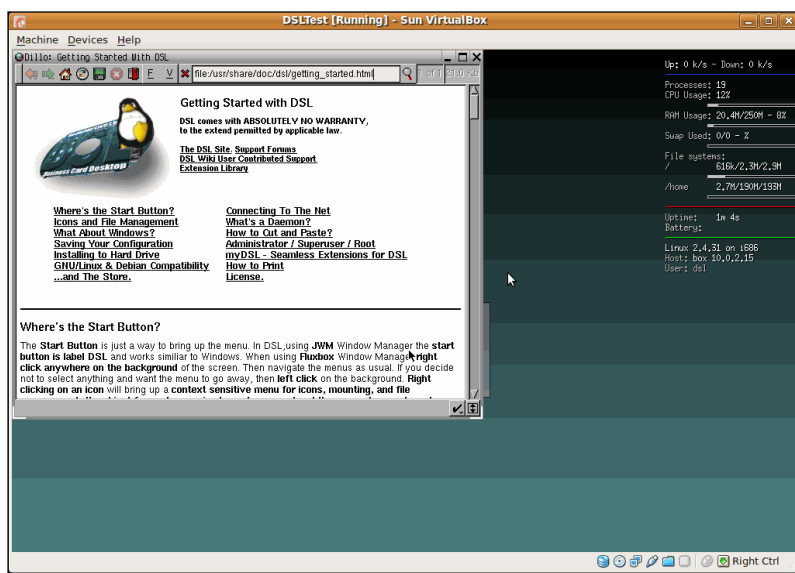 DSLTest [Running] - Sun VirtualBox
Machine Devices Help
Dillo: Getting Started With DSL
F V file:/usr/share/doc/dsl/getting_started.html of 1 21.0 Kb
Getting Started with DSL
DSL comes with ABSOLUTELY NO WARRANTY,
to the extend permitted by applicable law.
The DSL Site, Support Forums
DSL Wiki User Contributed Support
Extension Library
Business Card Desktop
Where's the Start Button?
Icons and File Management
What About Windows?
Saving Your Configuration
Installing to Hard Drive
GNU/Linux & Debian Compatibility
...and The Store.
Connecting To The Net
What's a Daemon?
How to Cut and Paste?
Administrator / Superuser / Root
myDSL - Seamless Extensions for DSL
How to Print
License.
Where's the Start Button?
The Start Button is just a way to bring up the menu. In DSL,using JWM Window Manager the start
button is label DSL and works similiar to Windows. When using Fluxbox Window Manage right
click anywhere on the background of the screen. Then navigate the menus as usual. If you decide
not to select anything and want the menu to go away, then left click on the background. Right
clicking on an icon will bring up a context sensitive menu for icons, mounting, and file
Up: 0 k/s - Down: 0 k/s
Processes: 19
CPU Usage: 12%
RAM Usage: 20.4M/250M - 8%
Swap Used: 0/0 - %
File systems:
/ 616k/2.3M/2.9M
/home 2.7M/190M/193M
Uptime: 1m 4s
Battery:
Linux 2.4.31 on i686
Host: box 10.0.2.15
User: dsl
Right Ctrl